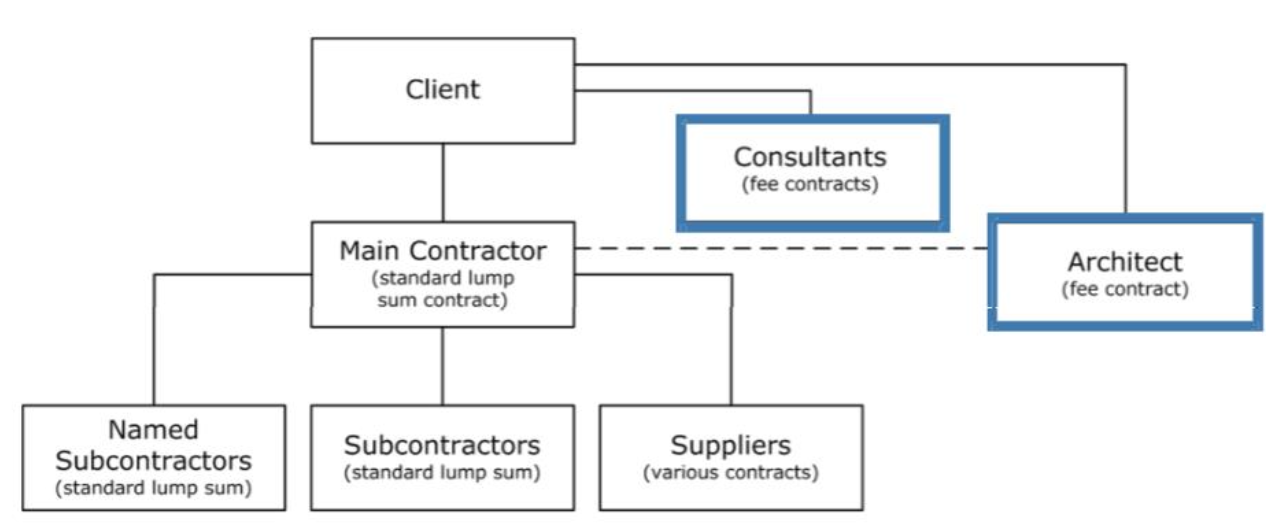 Client
Consultants
(fee contracts)
Main Contractor
(standard lump
sum contract)
Architect
(fee contract)
Named
Subcontractors
(standard lump sum)
Subcontractors
(standard lump sum)
Suppliers
(various contracts)